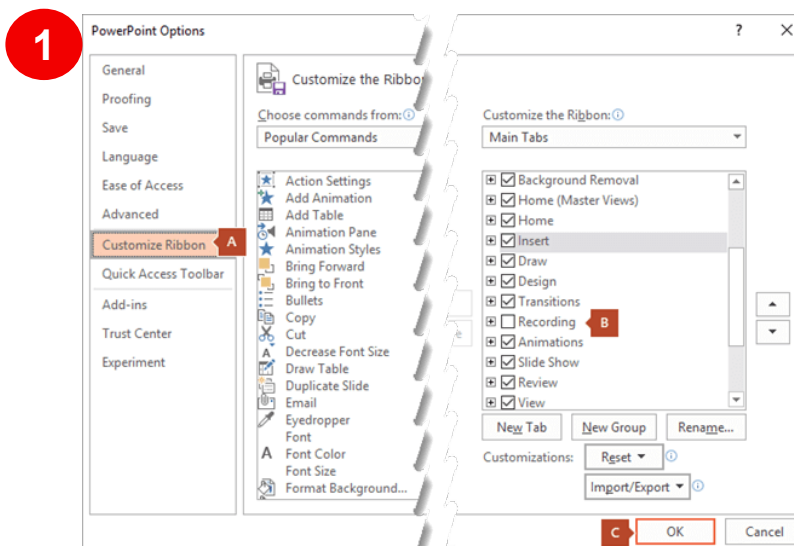 1
PowerPoint Options
?
General
Proofing
Save
Language
Ease of Access
Advanced
Customize Ribbon
A
Quick Access Toolbar
Add-ins
Trust Center
Experiment
Customize the Ribbo
Choose commands from:
Popular Commands
Action Settings
Add Animation
Add Table
Animation Pane
Animation Styles
Bring Forward
Bring to Front
Bullets
Copy
Cut
Decrease Font Size
Draw Table
Duplicate Slide
Email
Eyedropper
Font
Font Color
Font Size
Format Background...
Customize the Ribbon:
Main Tabs
Background Removal
Home (Master Views)
Home
Insert
Draw
Design
Transitions
Recording
B
Animations
Slide Show
Review
View
New Tab
New Group
Rename...
Customizations:
Reset
Import/Export
C
OK
Cancel